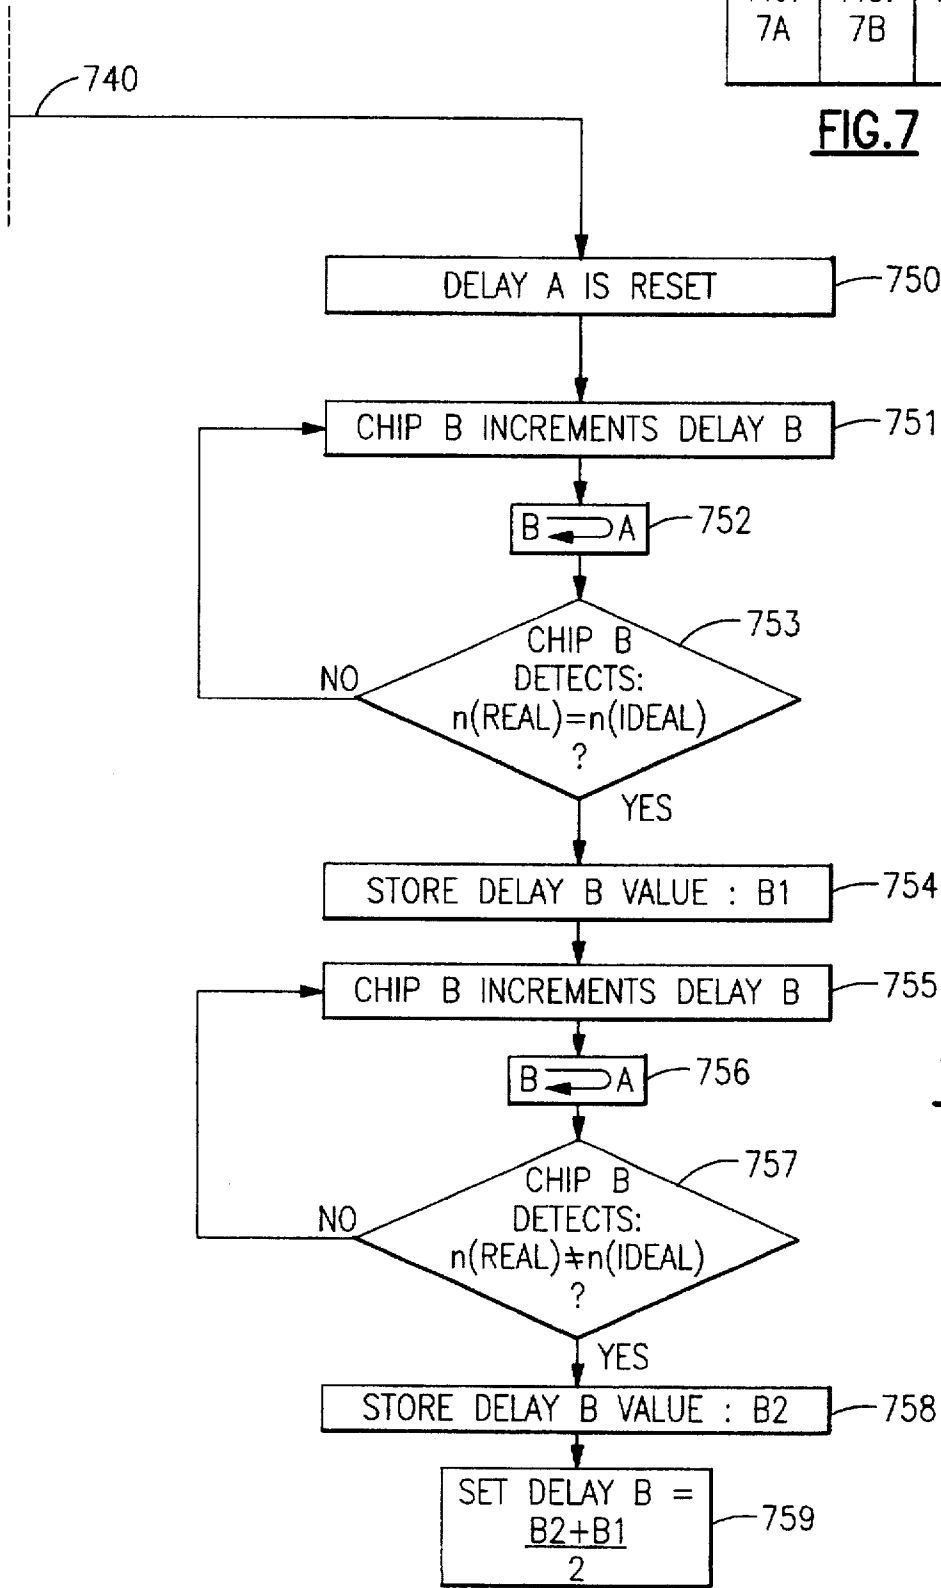 7A
7B
740
FIG.7
DELAY A IS RESET
750
CHIP B INCREMENTS DELAY B
751
B A
752
CHIP B
DETECTS:
n(REAL)=n(IDEAL)
?
753
NO
YES
STORE DELAY B VALUE : B1
754
CHIP B INCREMENTS DELAY B
755
B A
756
CHIP B
DETECTS:
n(REAL)≠n(IDEAL)
?
757
NO
YES
STORE DELAY B VALUE : B2
758
SET DELAY B =
B2+B1
2
759